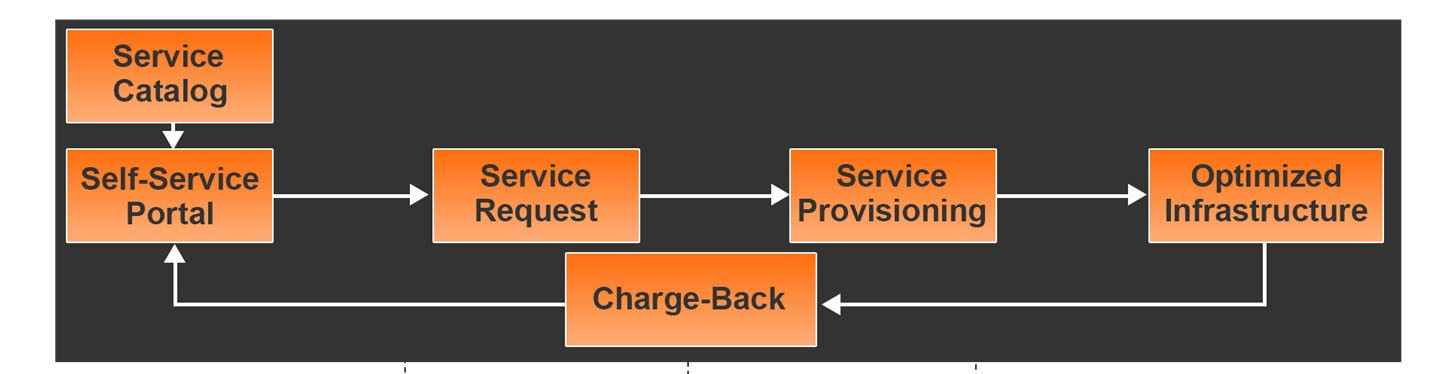 Service
Catalog
Self-Service
Portal
Service
Request
Service
Provisioning
Optimized
Infrastructure
Charge-Back